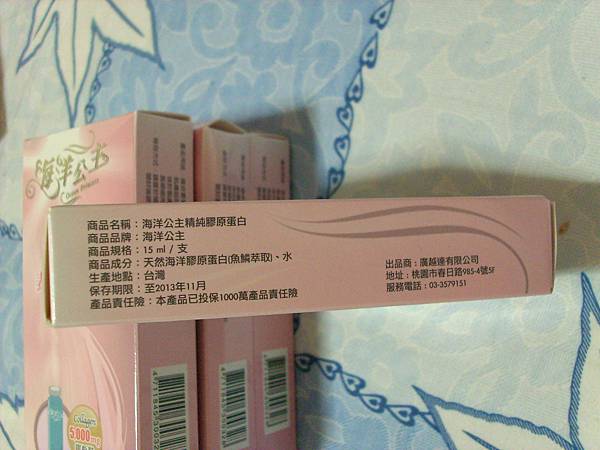 海洋公主
Ocean Princess
商品名稱：海洋公主精純膠原蛋白
商品品牌：海洋公主
商品規格：15 ml / 支
商品成分：天然海洋膠原蛋白(魚鱗萃取)、水
生產地點：台灣
保存期限：至2013年11月
產品責任險：本產品已投保1000萬產品責任險
出品商：廣越達有限公司
地址：桃園市春日路985-4號5F
服務電話：03-3579151
Collagen
5,000mg